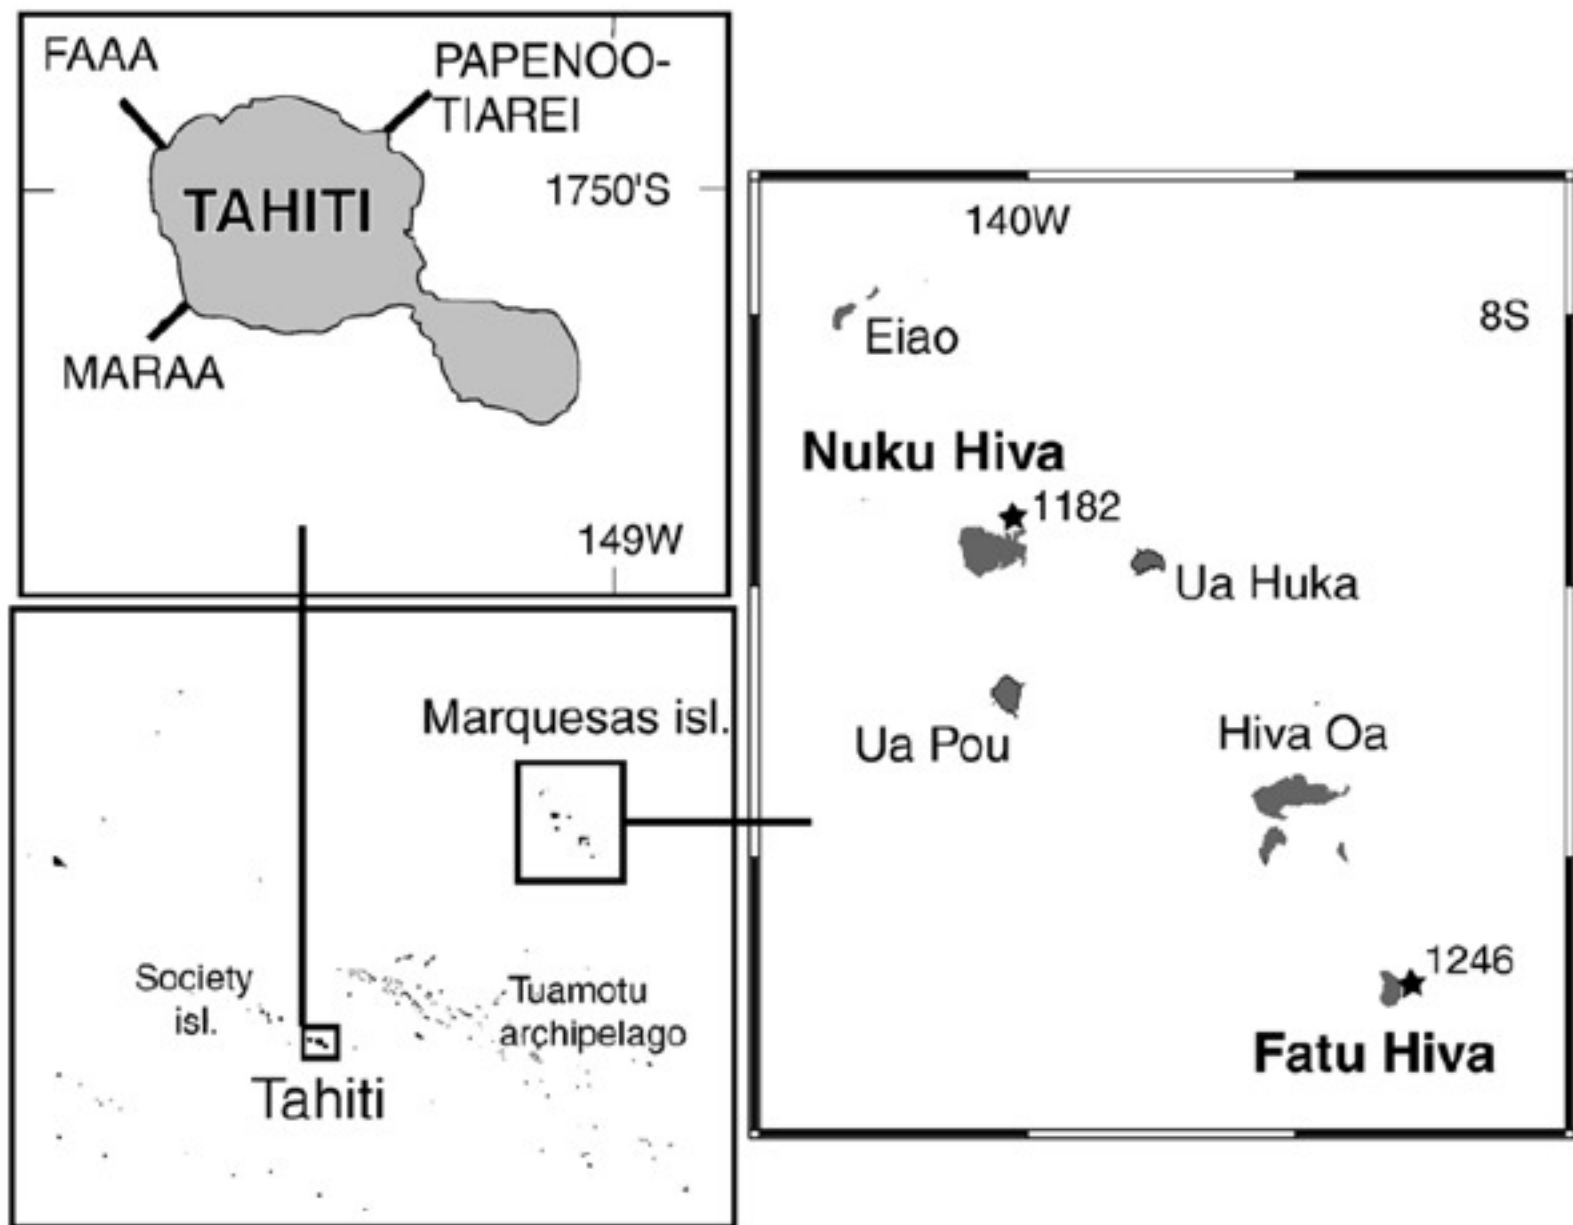 FAAA
PAPENOO-
TIAREI
TAHITI
1750'S
MARAA
149W
Marquesas isl.
Society
isl.
Tuamotu
archipelago
Tahiti
140W
8S
Eiao
Nuku Hiva
1182
Ua Huka
Ua Pou
Hiva Oa
1246
Fatu Hiva